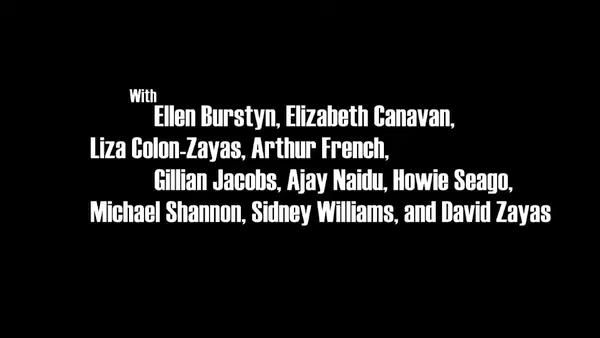 With
Ellen Burstyn, Elizabeth Canavan,
Liza Colon-Zayas, Arthur French,
Gillian Jacobs, Ajay Naidu, Howie Seago,
Michael Shannon, Sidney Williams, and David Zayas